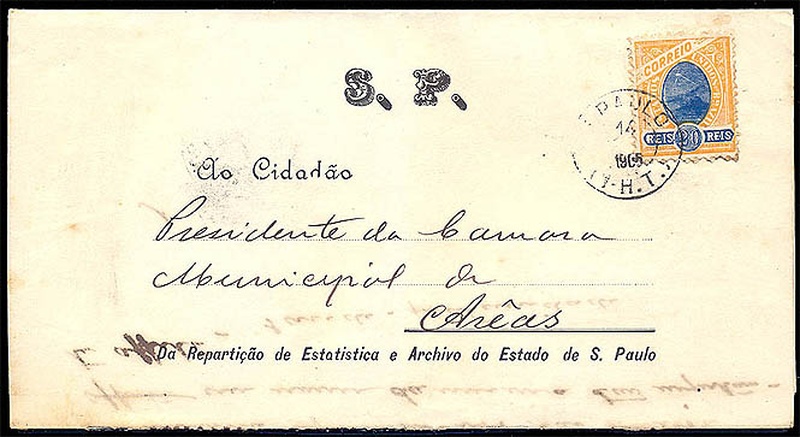 S. P.
CORREIO
REIS 20 REIS
PAULO
14
1905
H.T.
Ao Cidadão
Presidente da Camara
Municipal de
Arêas
Da Repartição de Estatistica e Archivo do Estado de S. Paulo